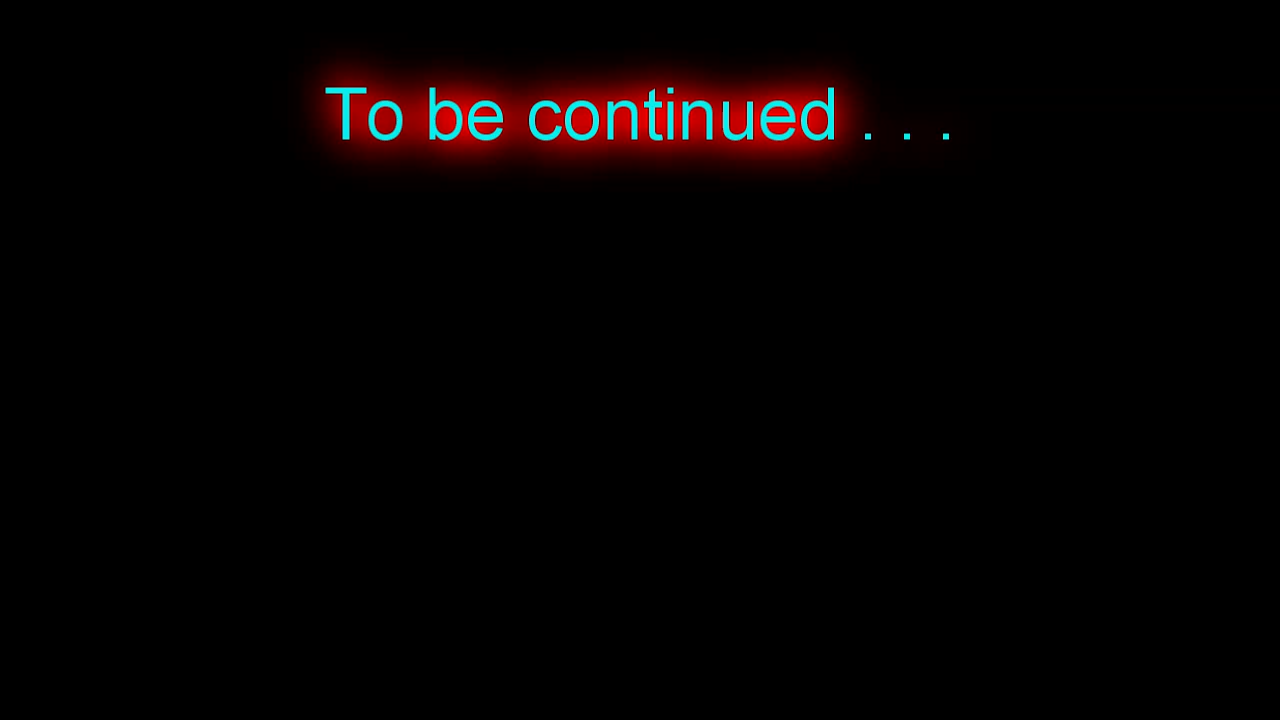 To be continued . . .